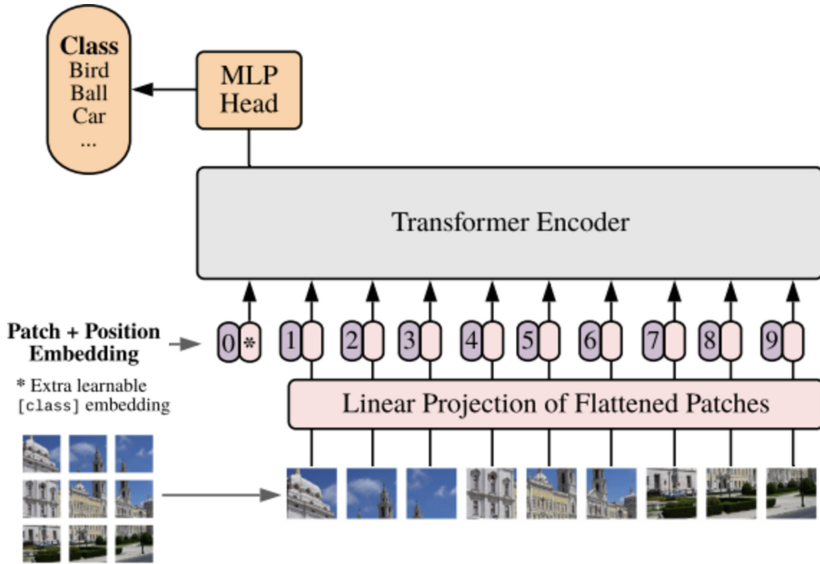 Class
Bird
Ball
Car
...
MLP
Head
Transformer Encoder
Patch + Position
Embedding
0 * 1 2 3 4 5 6 7 8 9
* Extra learnable
[class] embedding
Linear Projection of Flattened Patches